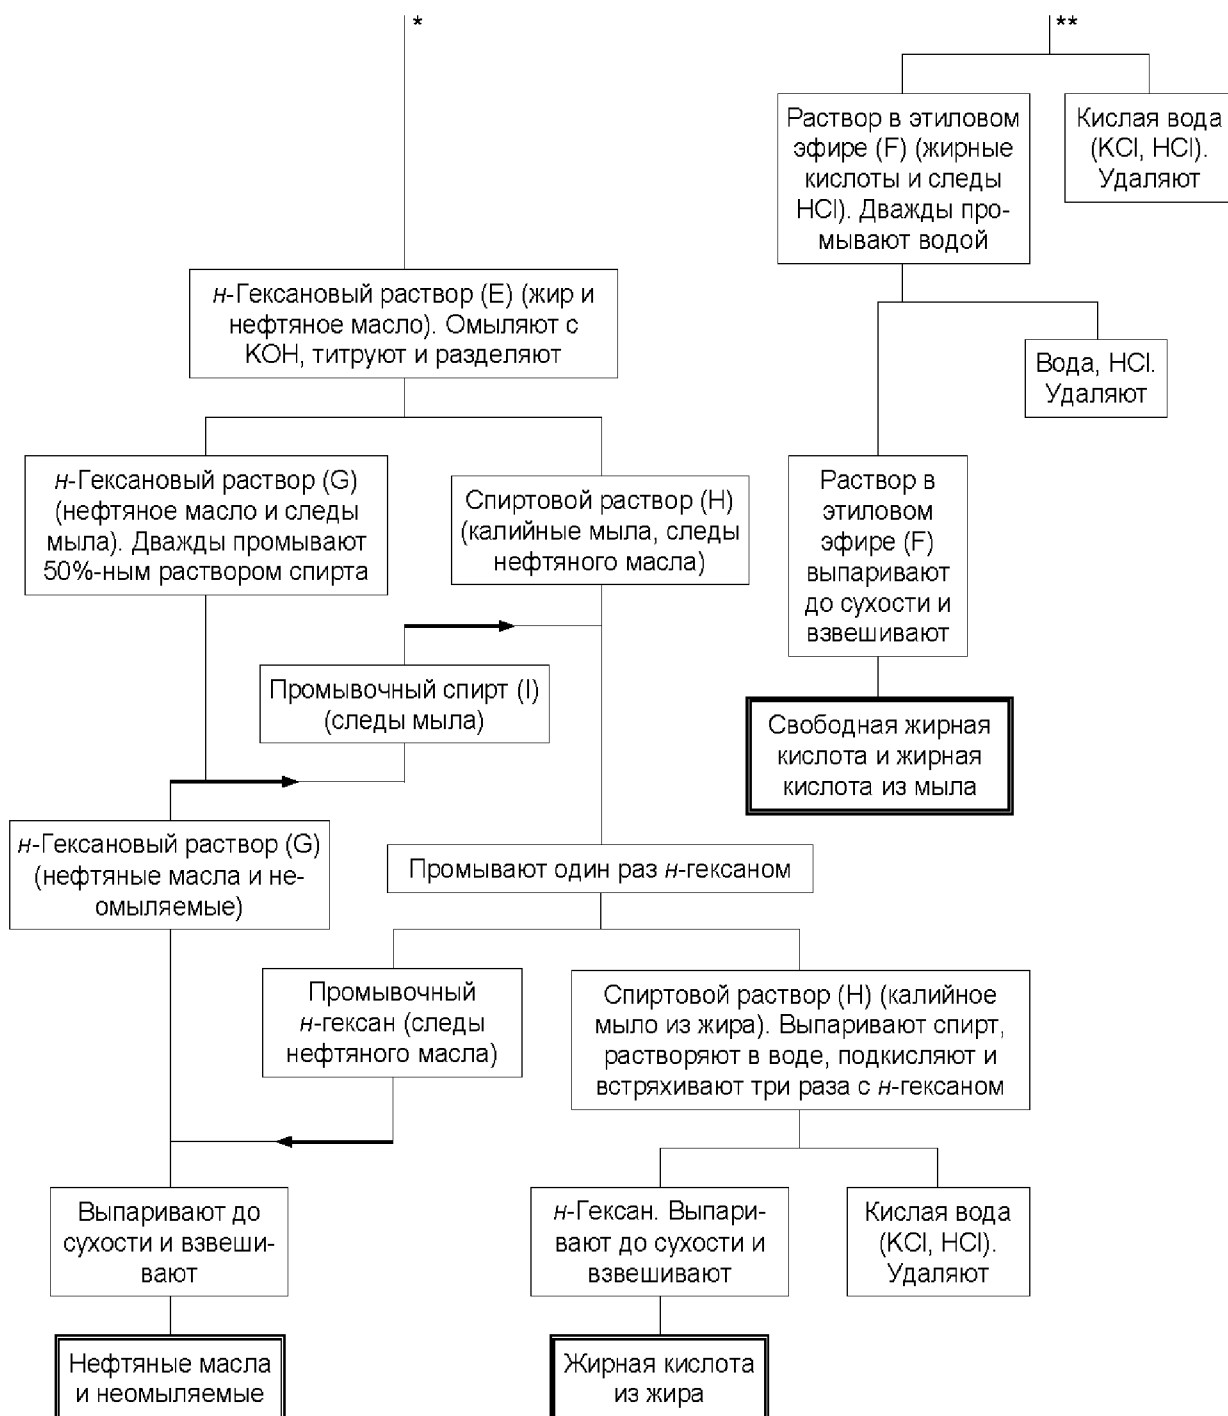 *
**
Раствор в этиловом
эфире (F) (жирные
кислоты и следы
HCl). Дважды про-
мывают водой
Кислая вода
(KCl, HCl).
Удаляют
н-Гексановый раствор (E) (жир и
нефтяное масло). Омыляют с
KOH, титруют и разделяют
Вода, HCl.
Удаляют
н-Гексановый раствор (G)
(нефтяное масло и следы
мыла). Дважды промывают
50%-ным раствором спирта
Спиртовой раствор (H)
(калийные мыла, следы
нефтяного масла)
Раствор в
этиловом
эфире (F)
выпаривают
до сухости и
взвешивают
Промывочный спирт (I)
(следы мыла)
Свободная жирная
кислота и жирная
кислота из мыла
н-Гексановый раствор (G)
(нефтяные масла и не-
омыляемые)
Промывают один раз н-гексаном
Промывочный
н-гексан (следы
нефтяного масла)
Спиртовой раствор (H) (калийное
мыло из жира). Выпаривают спирт,
растворяют в воде, подкисляют и
встряхивают три раза с н-гексаном
Выпаривают до
сухости и взвеши-
вают
н-Гексан. Выпари-
вают до сухости и
взвешивают
Кислая вода
(KCl, HCl).
Удаляют
Нефтяные масла
и неомыляемые
Жирная кислота
из жира